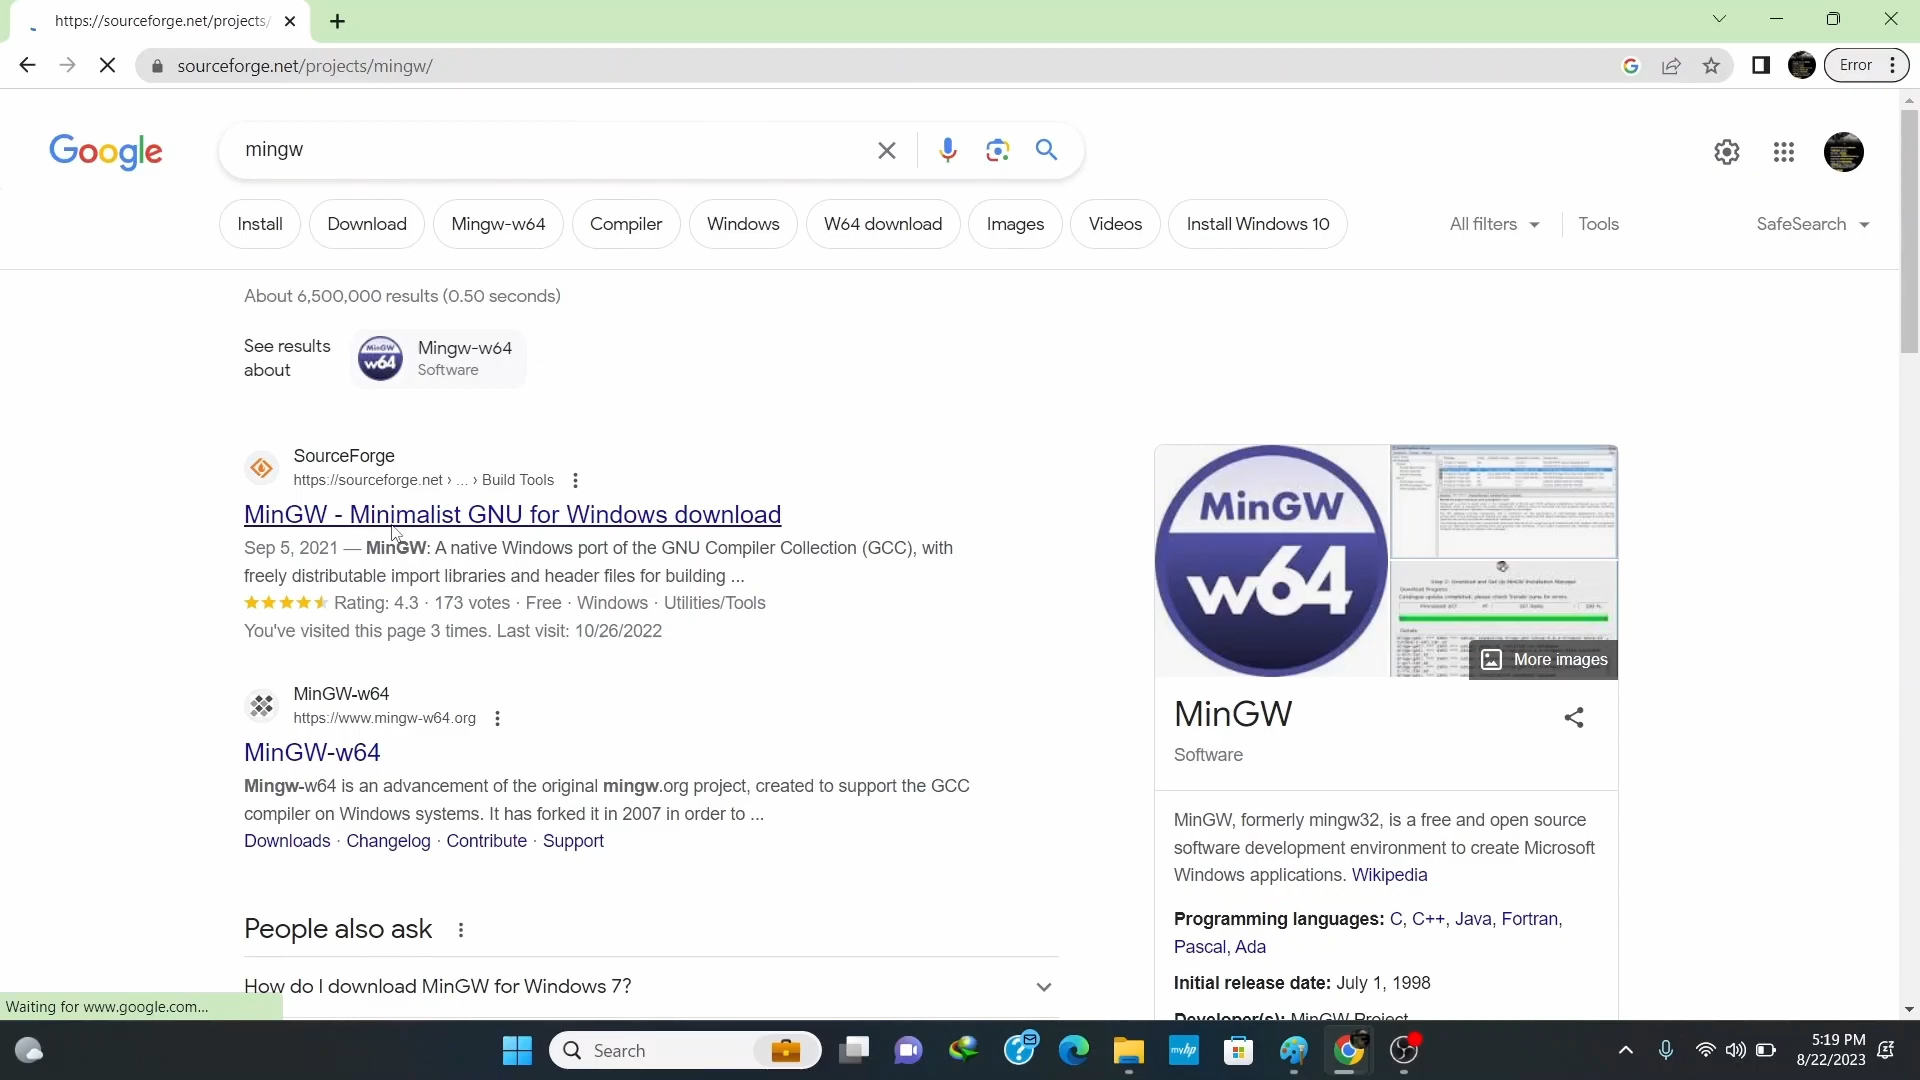 https://sourceforge.net/projects/
sourceforge.net/projects/mingw/
Error
Google
mingw
Install
Download
Mingw-w64
Compiler
Windows
W64 download
Images
Videos
Install Windows 10
All filters
Tools
SafeSearch
About 6,500,000 results (0.50 seconds)
See results about
MinGW
w64
Mingw-w64
Software
SourceForge
https://sourceforge.net › ... › Build Tools
MinGW - Minimalist GNU for Windows download
Sep 5, 2021 — MinGW: A native Windows port of the GNU Compiler Collection (GCC), with
freely distributable import libraries and header files for building ...
Rating: 4.3 · 173 votes · Free · Windows · Utilities/Tools
You've visited this page 3 times. Last visit: 10/26/2022
MinGW-w64
https://www.mingw-w64.org
MinGW-w64
Mingw-w64 is an advancement of the original mingw.org project, created to support the GCC
compiler on Windows systems. It has forked it in 2007 in order to ...
Downloads · Changelog · Contribute · Support
People also ask
How do I download MinGW for Windows 7?
MinGW
w64
More images
MinGW
Software
MinGW, formerly mingw32, is a free and open source
software development environment to create Microsoft
Windows applications. Wikipedia
Programming languages: C, C++, Java, Fortran,
Pascal, Ada
Initial release date: July 1, 1998
Developer(s): MinGW Project
Waiting for www.google.com...
Search
myhp
5:19 PM
8/22/2023